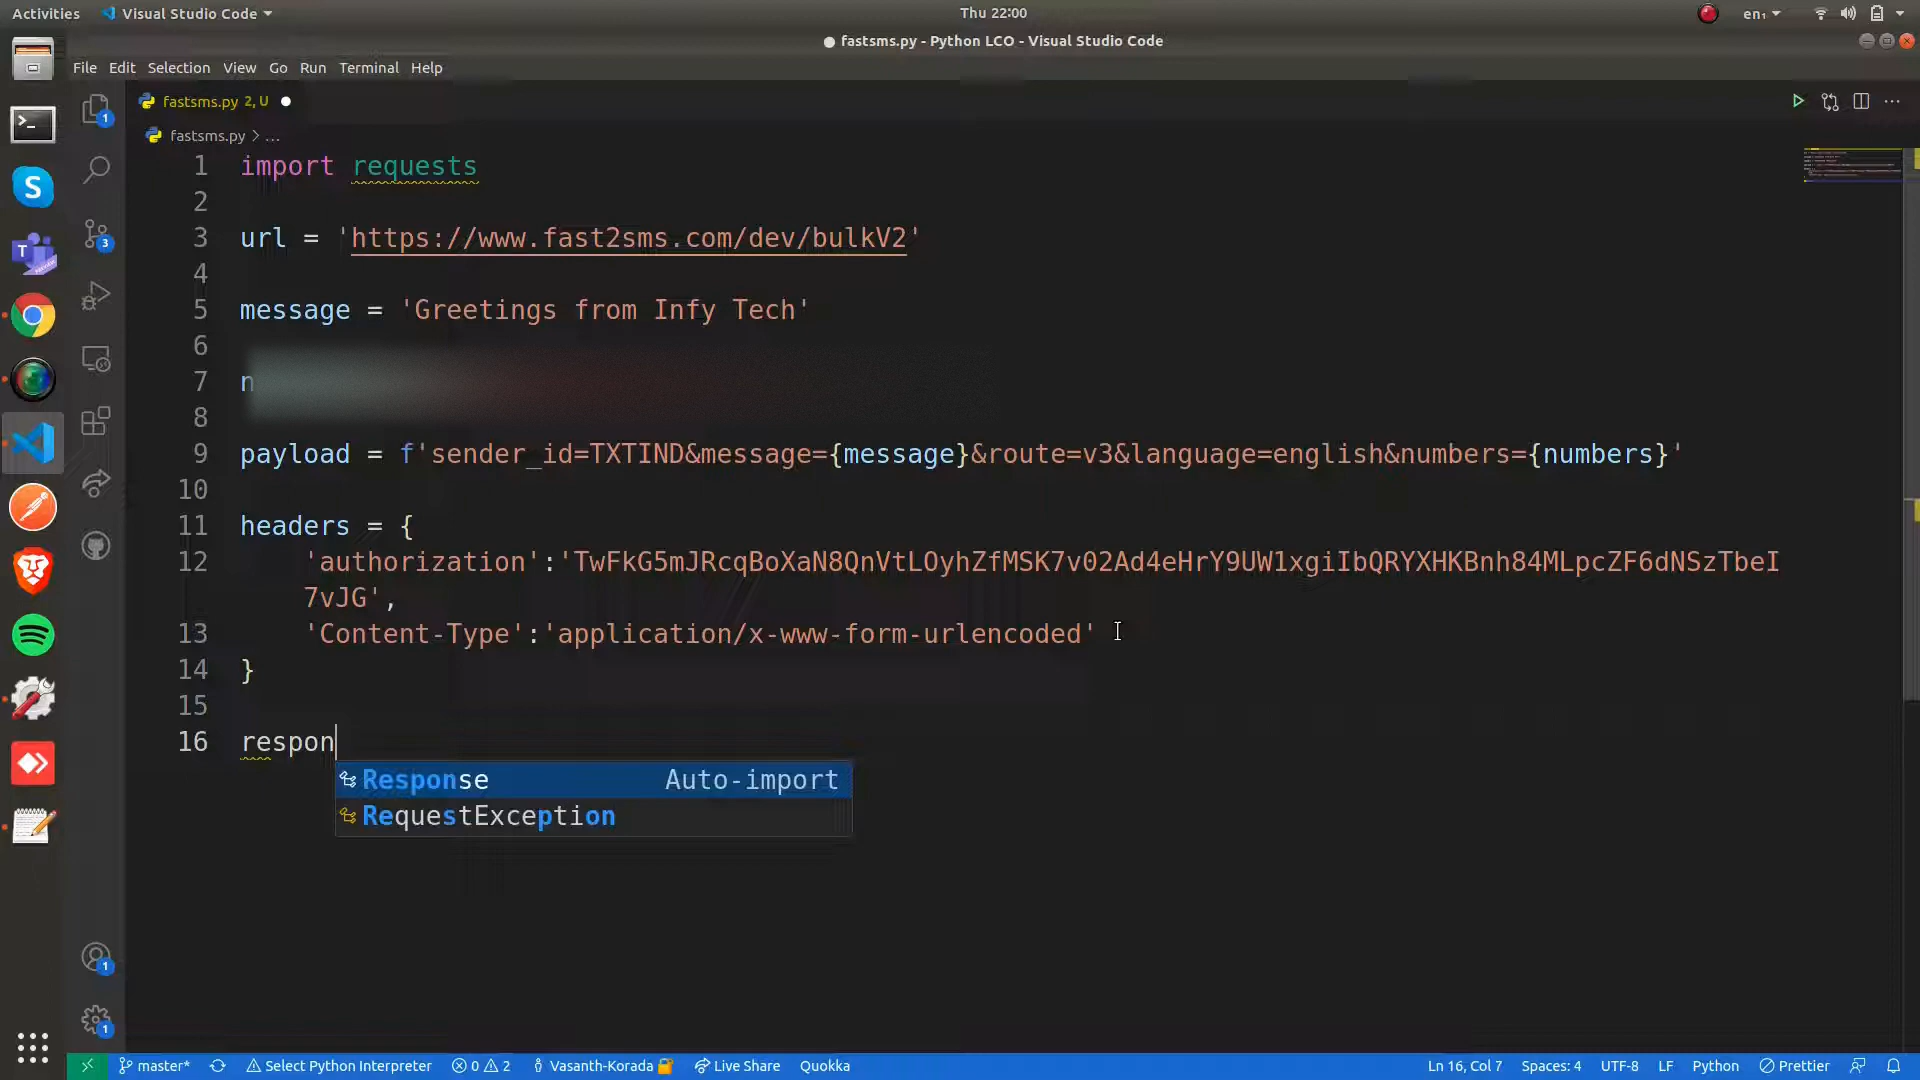 Activities Visual Studio Code Thu 22:00 en₁
fastsms.py - Python LCO - Visual Studio Code
File Edit Selection View Go Run Terminal Help
fastsms.py 2, U
fastsms.py > ...
1 import requests
2
3 url = 'https://www.fast2sms.com/dev/bulkV2'
4
5 message = 'Greetings from Infy Tech'
6
7 n
8
9 payload = f'sender_id=TXTIND&message={message}&route=v3&language=english&numbers={numbers}'
10
11 headers = {
12 'authorization':'TwFkG5mJRcqBoXaN8QnVtLOyhZfMSK7v02Ad4eHrY9UW1xgiIbQRYXHKBnh84MLpcZF6dNSzTbeI
7vJG',
13 'Content-Type':'application/x-www-form-urlencoded'
14 }
15
16 respon
Response Auto-import
RequestException
master* Select Python Interpreter 0 2 Vasanth-Korada Live Share Quokka Ln 16, Col 7 Spaces: 4 UTF-8 LF Python Prettier